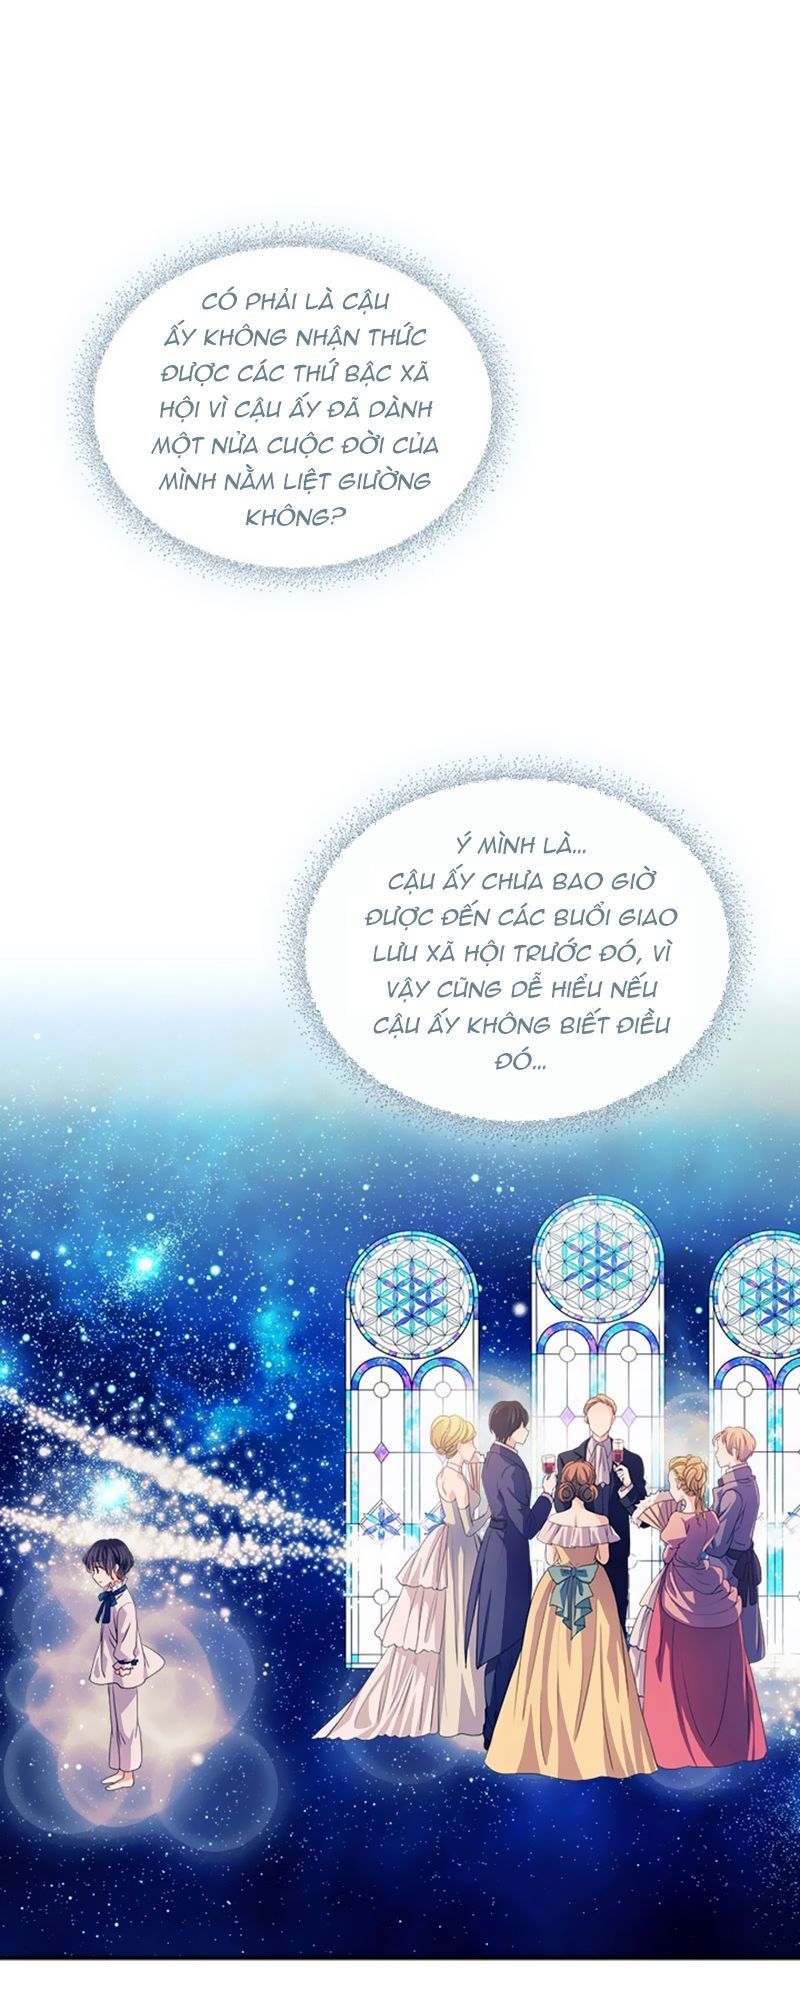 CÓ PHẢI LÀ CẬU
ẤY KHÔNG NHẬN THỨC
ĐƯỢC CÁC THỨ BẬC XÃ
HỘI VÌ CẬU ẤY ĐÃ DÀNH
MỘT NỬA CUỘC ĐỜI CỦA
MÌNH NẰM LIỆT GIƯỜNG
KHÔNG?
Ý MÌNH LÀ...
CẬU ẤY CHƯA BAO GIỜ
ĐƯỢC ĐẾN CÁC BUỔI GIAO
LƯU XÃ HỘI TRƯỚC ĐÓ, VÌ
VẬY CŨNG DỄ HIỂU NẾU
CẬU ẤY KHÔNG BIẾT ĐIỀU
ĐÓ...